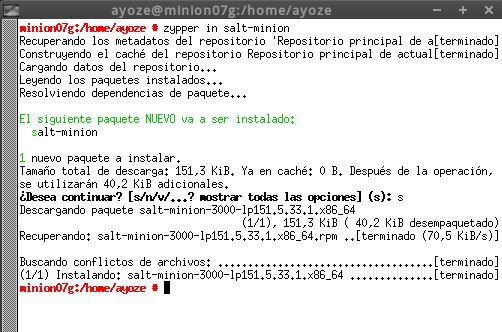 ayoze@minion07g:/home/ayoze
minion07g:/home/ayoze # zypper in salt-minion
Recuperando los metadatos del repositorio 'Repositorio principal de a[terminado]
Construyendo el caché del repositorio Repositorio principal de actual[terminado]
Cargando datos del repositorio...
Leyendo los paquetes instalados...
Resolviendo dependencias de paquete...
El siguiente paquete NUEVO va a ser instalado:
salt-minion
1 nuevo paquete a instalar.
Tamaño total de descarga: 151,3 KiB. Ya en caché: 0 B. Después de la operación,
se utilizarán 40,2 KiB adicionales.
¿Desea continuar? [s/n/v/...? mostrar todas las opciones] (s): s
Descargando paquete salt-minion-3000-lp151.5.33.1.x86_64
(1/1), 151,3 KiB ( 40,2 KiB desempaquetado)
Recuperando: salt-minion-3000-lp151.5.33.1.x86_64.rpm ..[terminado (70,5 KiB/s)]
Buscando conflictos de archivos: ...................................[terminado]
(1/1) Instalando: salt-minion-3000-lp151.5.33.1.x86_64 ..............[terminado]
minion07g:/home/ayoze #